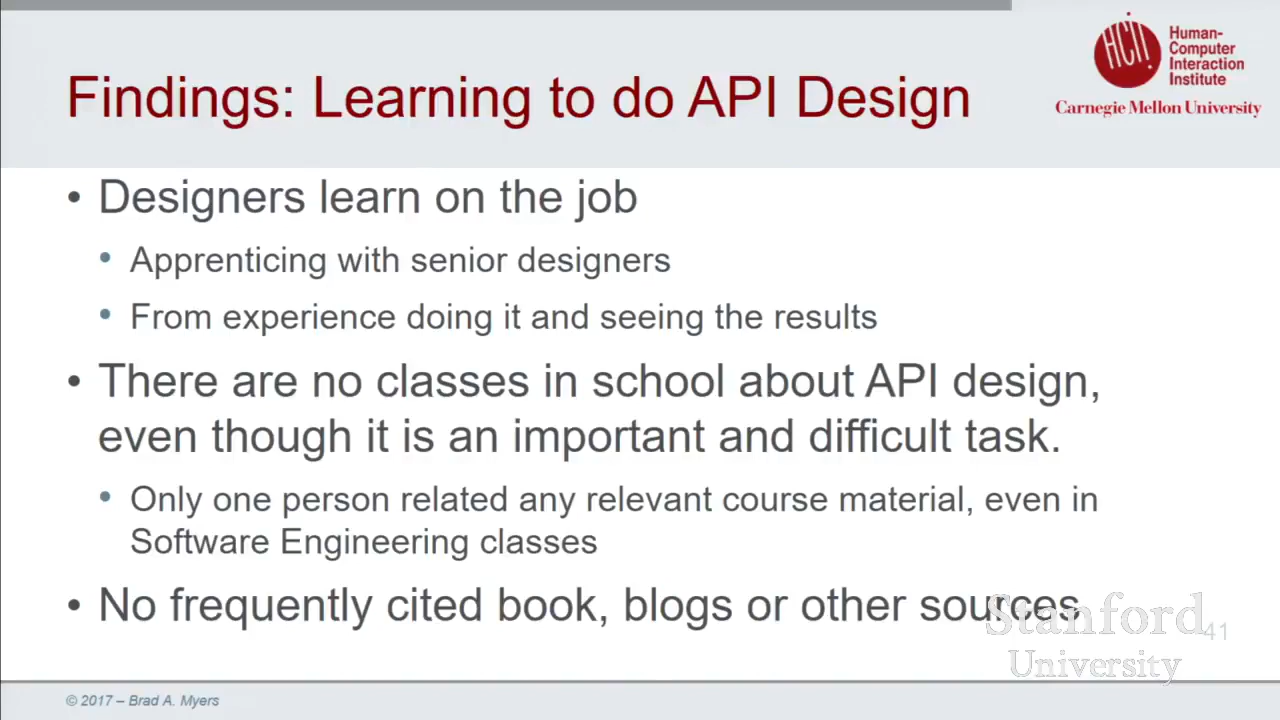 Findings: Learning to do API Design
HCII
Human-
Computer
Interaction
Institute
Carnegie Mellon University
• Designers learn on the job
• Apprenticing with senior designers
• From experience doing it and seeing the results
• There are no classes in school about API design,
even though it is an important and difficult task.
• Only one person related any relevant course material, even in
Software Engineering classes
• No frequently cited book, blogs or other sources
Stanford
University
41
© 2017 – Brad A. Myers